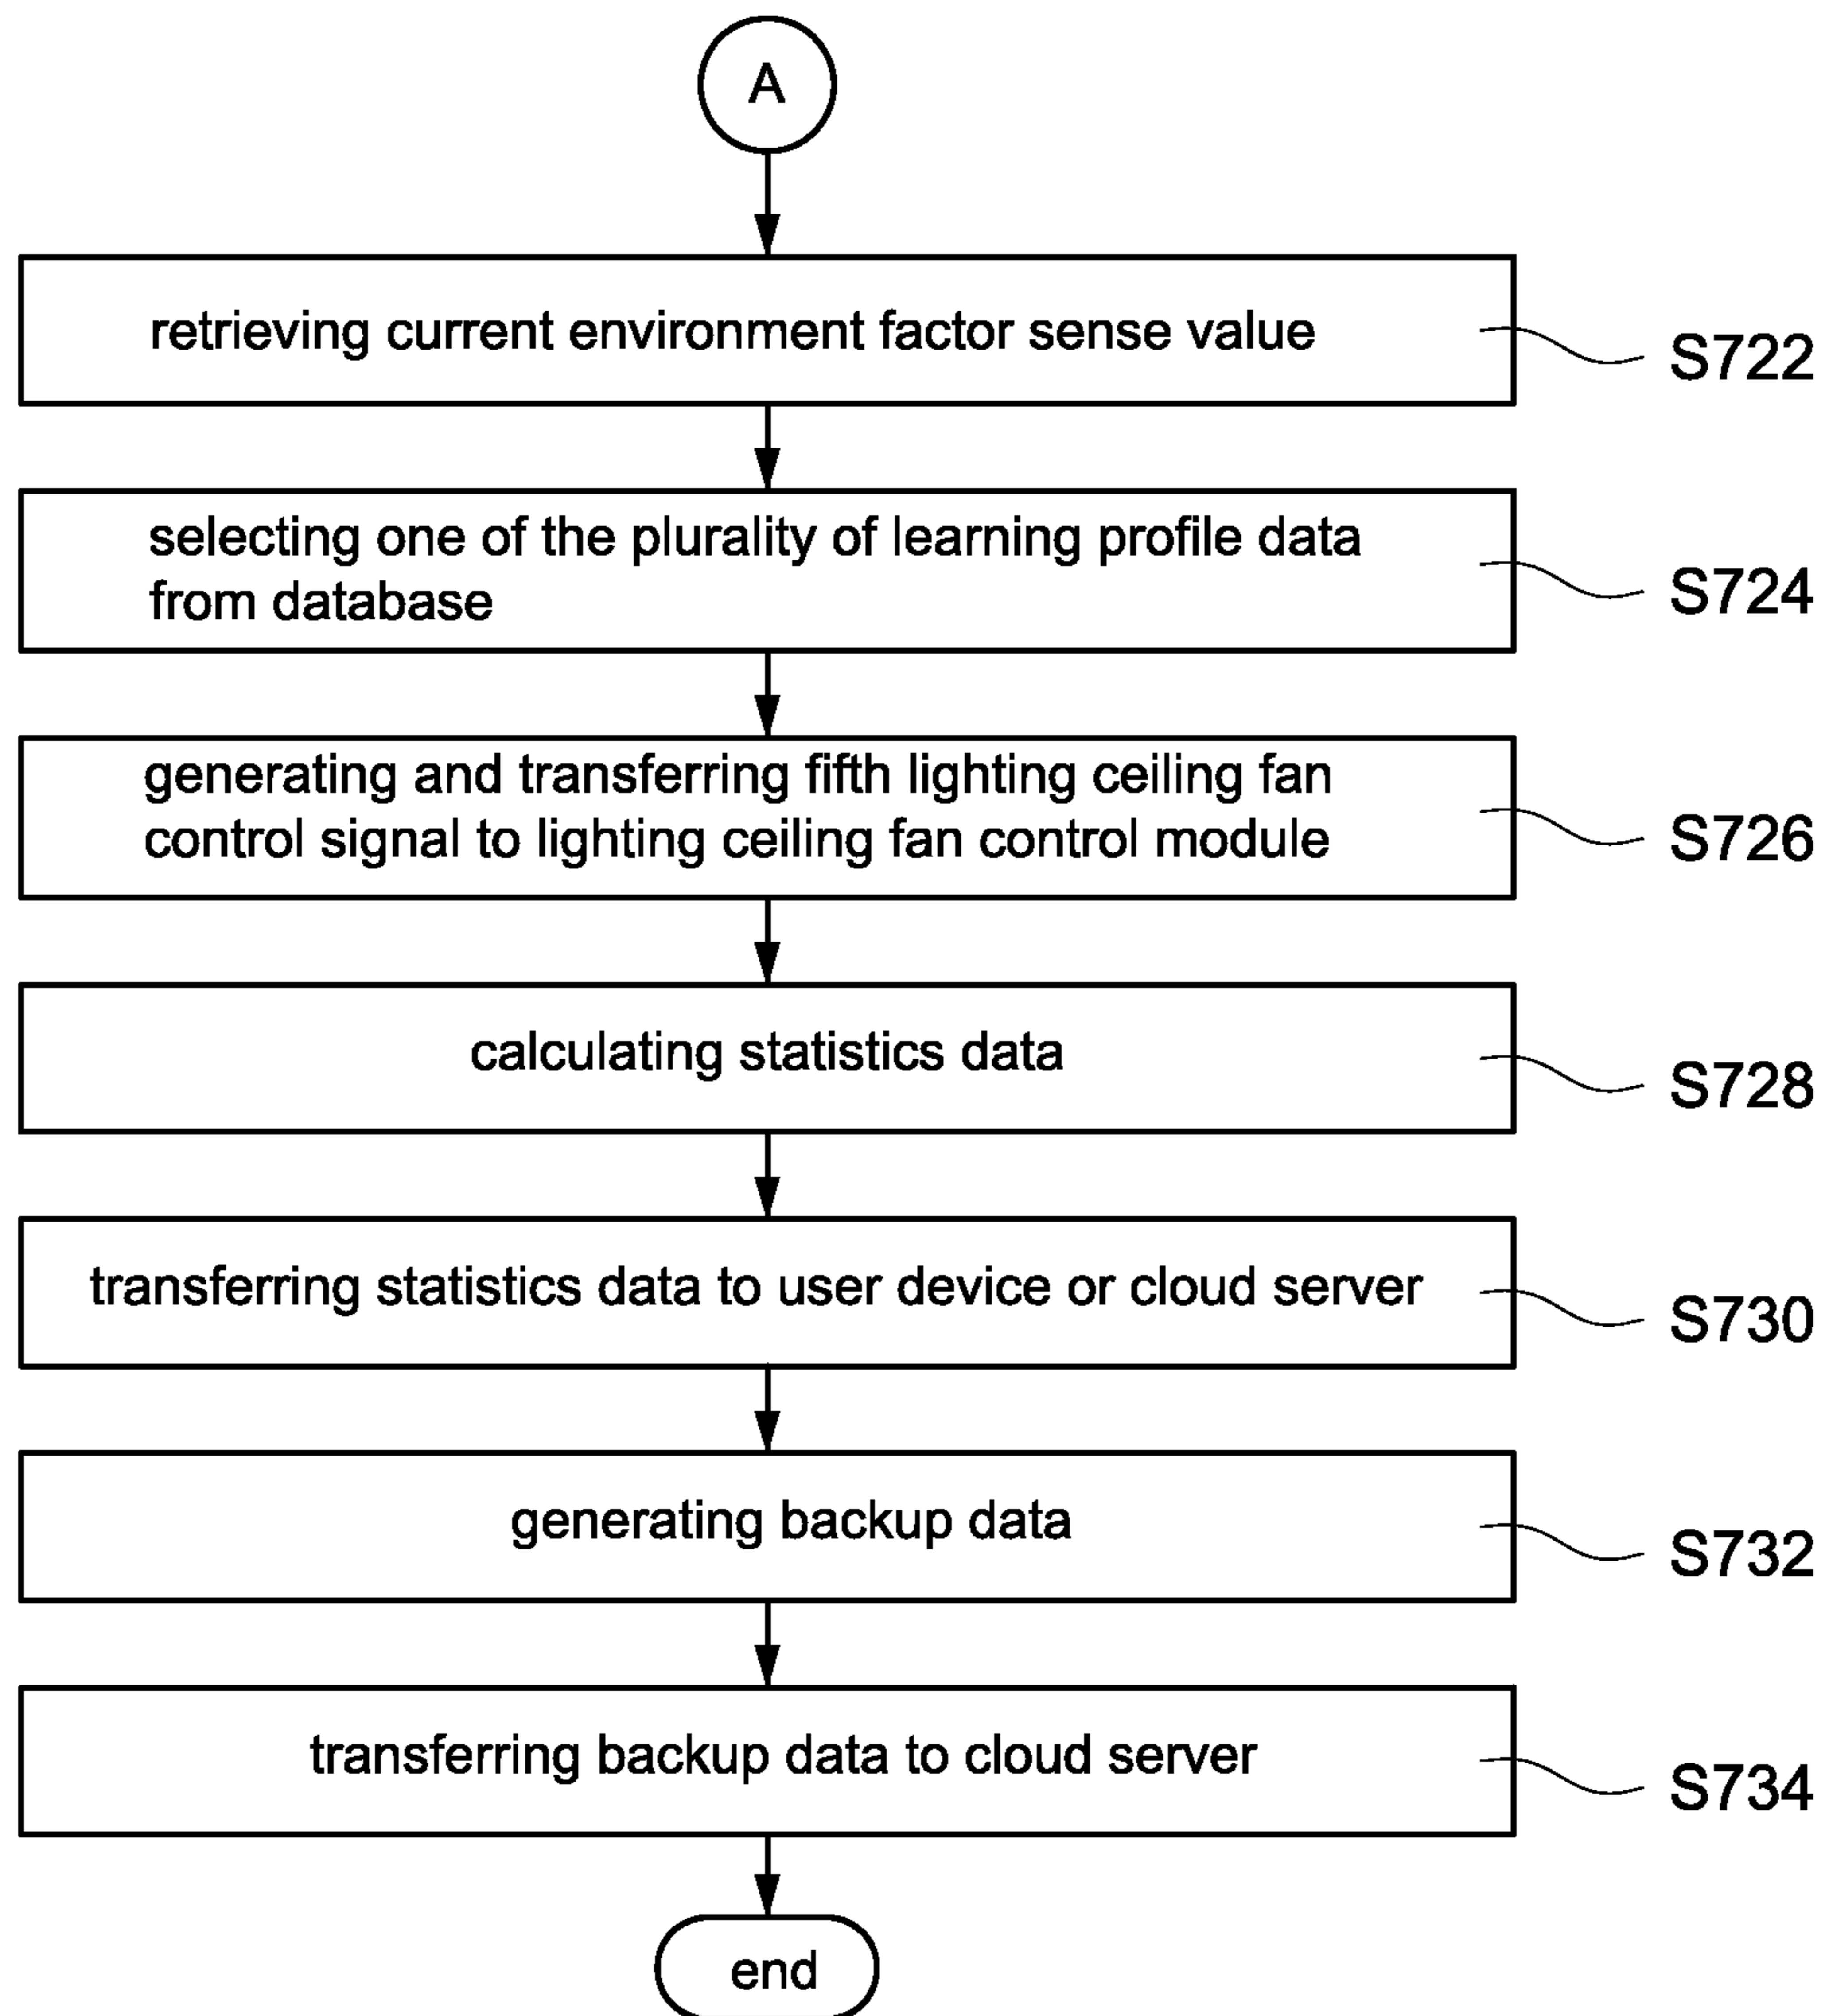 A
retrieving current environment factor sense value
S722
selecting one of the plurality of learning profile data
from database
S724
generating and transferring fifth lighting ceiling fan
control signal to lighting ceiling fan control module
S726
calculating statistics data
S728
transferring statistics data to user device or cloud server
S730
generating backup data
S732
transferring backup data to cloud server
S734
end